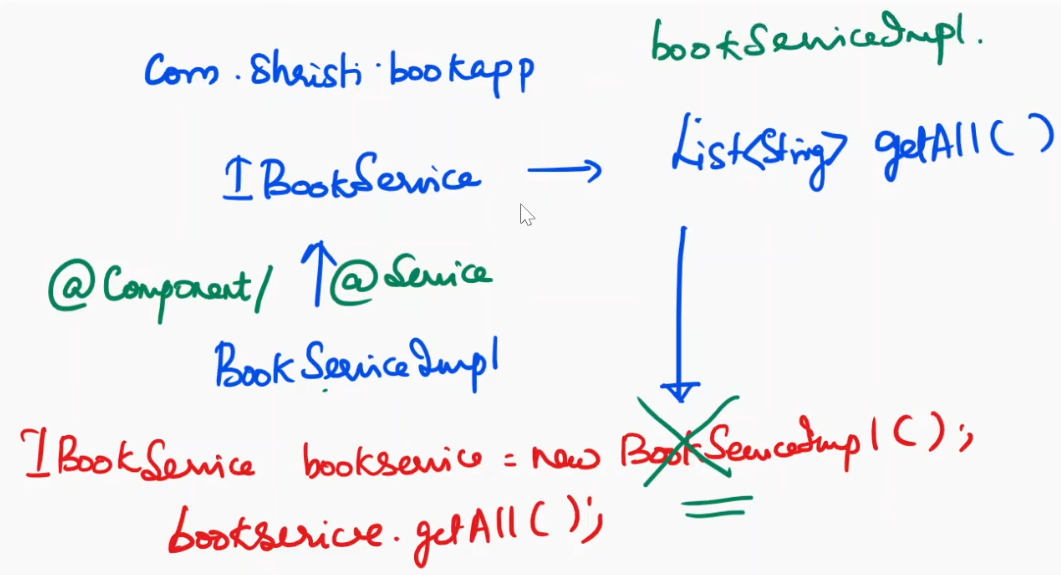 bookServiceImpl.
com.shristi.bookapp
IBookService → List<String> getAll()
@Component/ @Service
BookServiceImpl
IBookService bookservice = new BookServiceImpl();
bookservice.getAll();